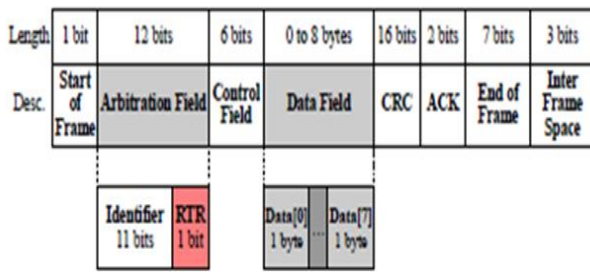 Length 1 bit 12 bits 6 bits 0 to 8 bytes 16 bits 2 bits 7 bits 3 bits
Desc. Start of Frame Arbitration Field Control Field Data Field CRC ACK End of Frame Inter Frame Space
Identifier 11 bits RTR 1 bit Data[0] 1 byte ... Data[7] 1 byte